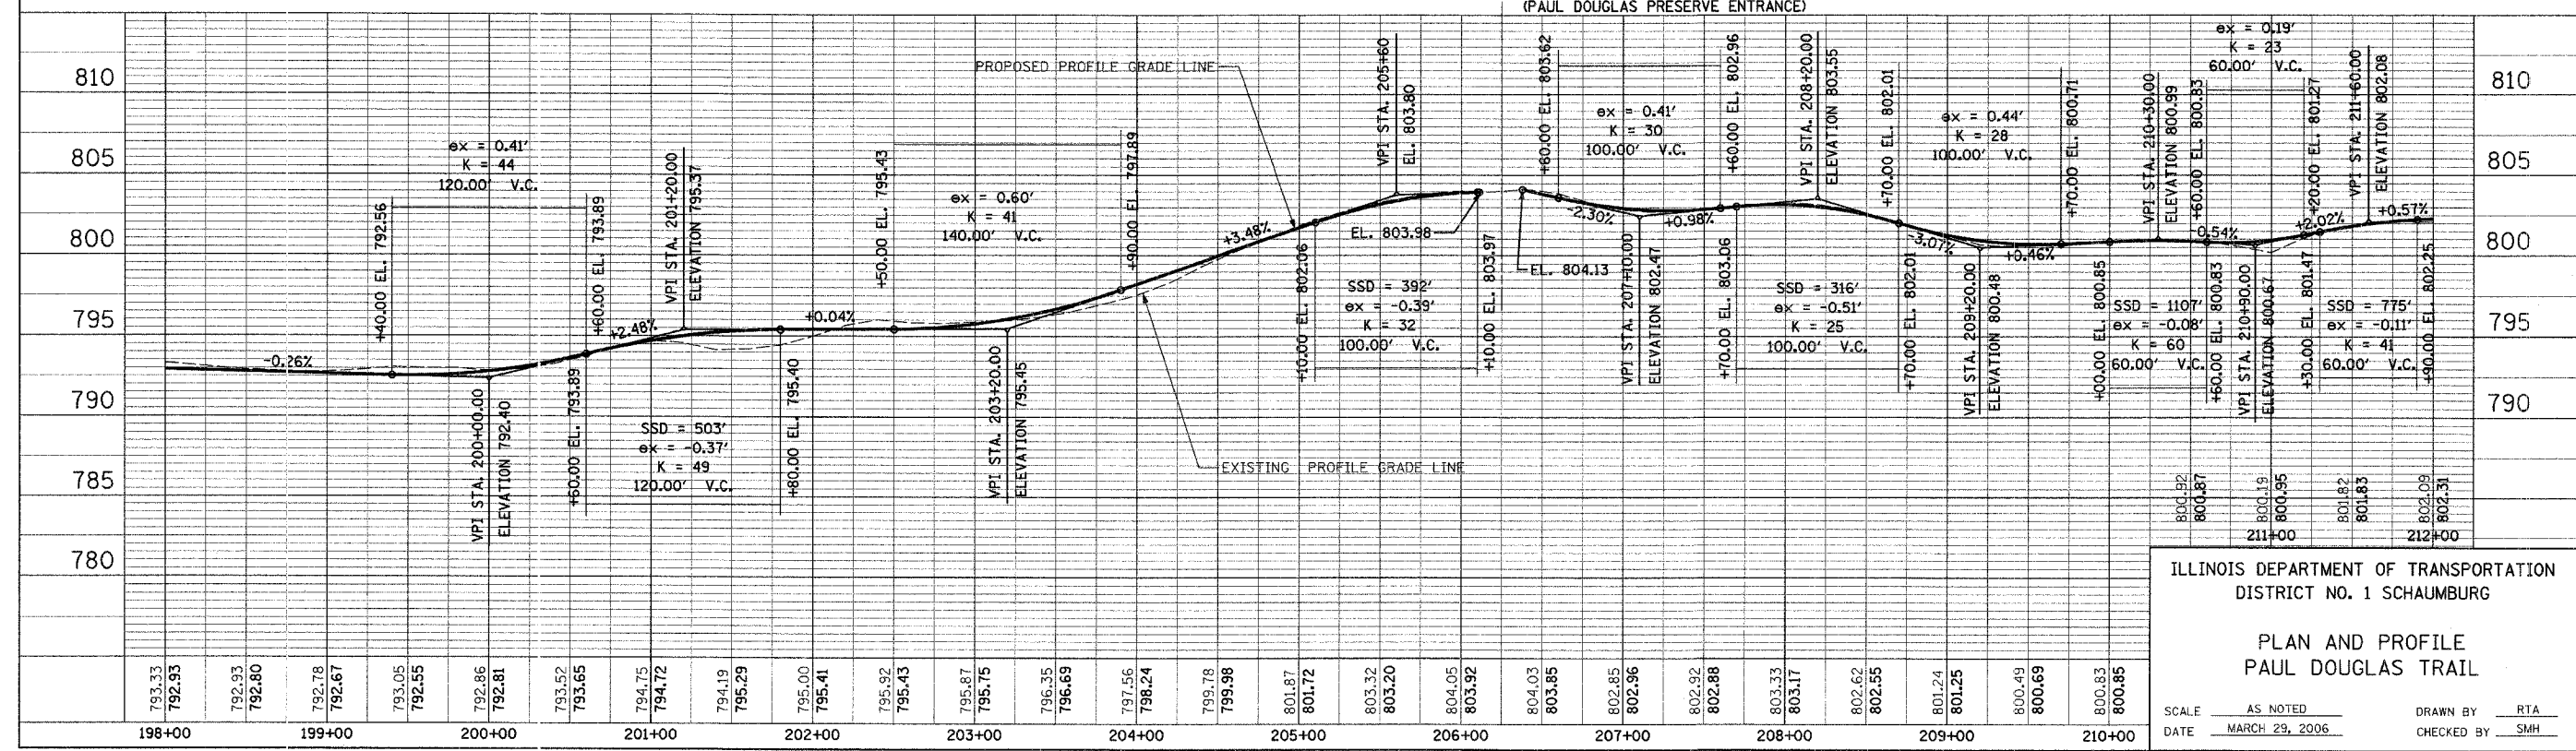 (PAUL DOUGLAS PRESERVE ENTRANCE)
810
805
800
795
790
785
780
810
805
800
795
790
-0.26%
+40.00 EL. 792.56
ex = 0.41'
K = 44
120.00' V.C.
VPI STA. 200+00.00
ELEVATION 792.40
+60.00 EL. 793.89
+60.00 EL. 793.89
+2.48%
VPI STA. 201+20.00
ELEVATION 795.37
SSD = 503'
ex = -0.37'
K = 49
120.00' V.C.
+80.00 EL. 795.40
+0.04%
+50.00 EL. 795.43
ex = 0.60'
K = 41
140.00' V.C.
VPI STA. 203+20.00
ELEVATION 795.45
+90.00 EL. 797.89
PROPOSED PROFILE GRADE LINE
EXISTING PROFILE GRADE LINE
+3.48%
+10.00 EL. 802.06
VPI STA. 205+60
EL. 803.80
EL. 803.98
SSD = 392'
ex = -0.39'
K = 32
100.00' V.C.
+10.00 EL. 803.97
EL. 804.13
+60.00 EL. 803.62
ex = 0.41'
K = 30
100.00' V.C.
-2.30%
VPI STA. 207+10.00
ELEVATION 802.47
+0.98%
+60.00 EL. 802.96
+70.00 EL. 803.06
VPI STA. 208+20.00
ELEVATION 803.55
SSD = 316'
ex = -0.51'
K = 25
100.00' V.C.
+70.00 EL. 802.01
+70.00 EL. 802.01
-3.07%
ex = 0.44'
K = 28
100.00' V.C.
VPI STA. 209+20.00
ELEVATION 800.48
+0.46%
+70.00 EL. 800.71
+00.00 EL. 800.85
VPI STA. 210+30.00
ELEVATION 800.99
SSD = 1107'
ex = -0.08'
K = 60
60.00' V.C.
+60.00 EL. 800.83
+60.00 EL. 800.83
-0.54%
ex = 0.19'
K = 23
60.00' V.C.
VPI STA. 210+90.00
ELEVATION 800.67
+20.00 EL. 801.27
+2.02%
+30.00 EL. 801.47
VPI STA. 211+60.00
ELEVATION 802.08
+0.57%
SSD = 775'
ex = -0.11'
K = 41
60.00' V.C.
+90.00 EL. 802.25
800.92
800.87
800.19
800.95
801.82
801.83
802.09
802.31
211+00
212+00
793.33
792.93
792.93
792.80
792.78
792.67
793.05
792.55
792.86
792.81
793.52
793.65
794.75
794.72
794.19
795.29
795.00
795.41
795.92
795.43
795.87
795.75
796.35
796.69
797.56
798.24
799.78
799.98
801.87
801.72
803.32
803.20
804.05
803.92
804.03
803.85
802.85
802.96
802.92
802.88
803.33
803.17
802.62
802.55
801.24
801.25
800.49
800.69
800.83
800.85
198+00
199+00
200+00
201+00
202+00
203+00
204+00
205+00
206+00
207+00
208+00
209+00
210+00
ILLINOIS DEPARTMENT OF TRANSPORTATION
DISTRICT NO. 1 SCHAUMBURG
PLAN AND PROFILE
PAUL DOUGLAS TRAIL
SCALE AS NOTED
DATE MARCH 29, 2006
DRAWN BY RTA
CHECKED BY SMH